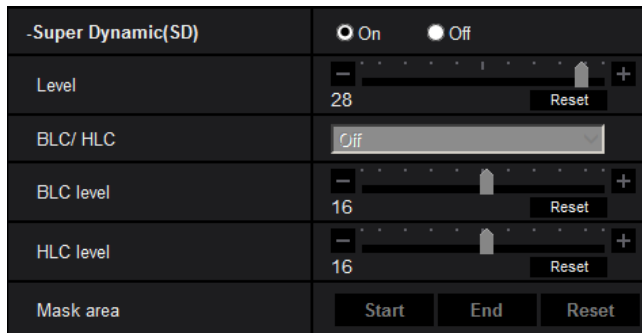 -Super Dynamic(SD) On Off
Level - +
28 Reset
BLC/ HLC Off
BLC level - +
16 Reset
HLC level - +
16 Reset
Mask area Start End Reset